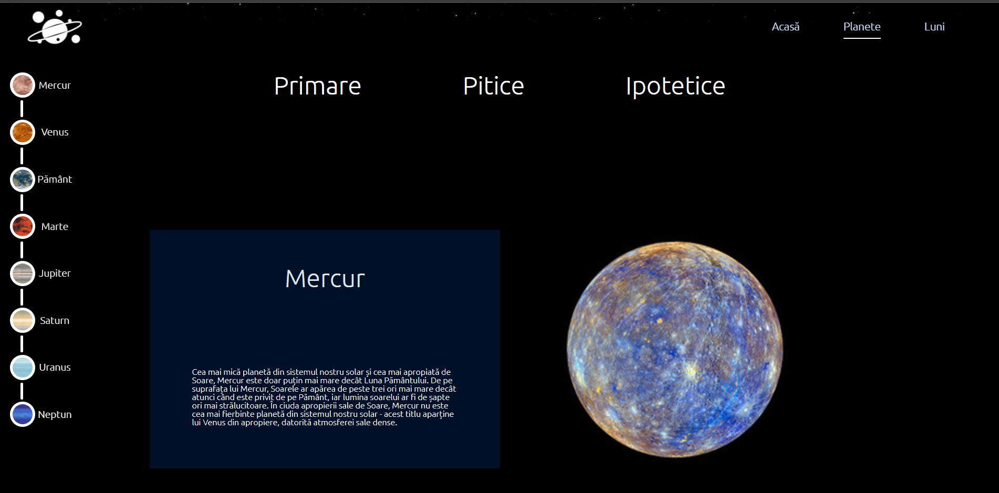 Acasă
Planete
Luni
Primare
Pitice
Ipotetice
Mercur
Venus
Pământ
Marte
Jupiter
Saturn
Uranus
Neptun
Mercur
Cea mai mică planetă din sistemul nostru solar și cea mai apropiată de
Soare, Mercur este doar puțin mai mare decât Luna Pământului. De pe
suprafața lui Mercur, Soarele ar apărea de peste trei ori mai mare decât
atunci când este privit de pe Pământ, iar lumina soarelui ar fi de șapte
ori mai strălucitoare. În ciuda apropierii sale de Soare, Mercur nu este
cea mai fierbinte planetă din sistemul nostru solar - acest titlu aparține
lui Venus din apropiere, datorită atmosferei sale dense.